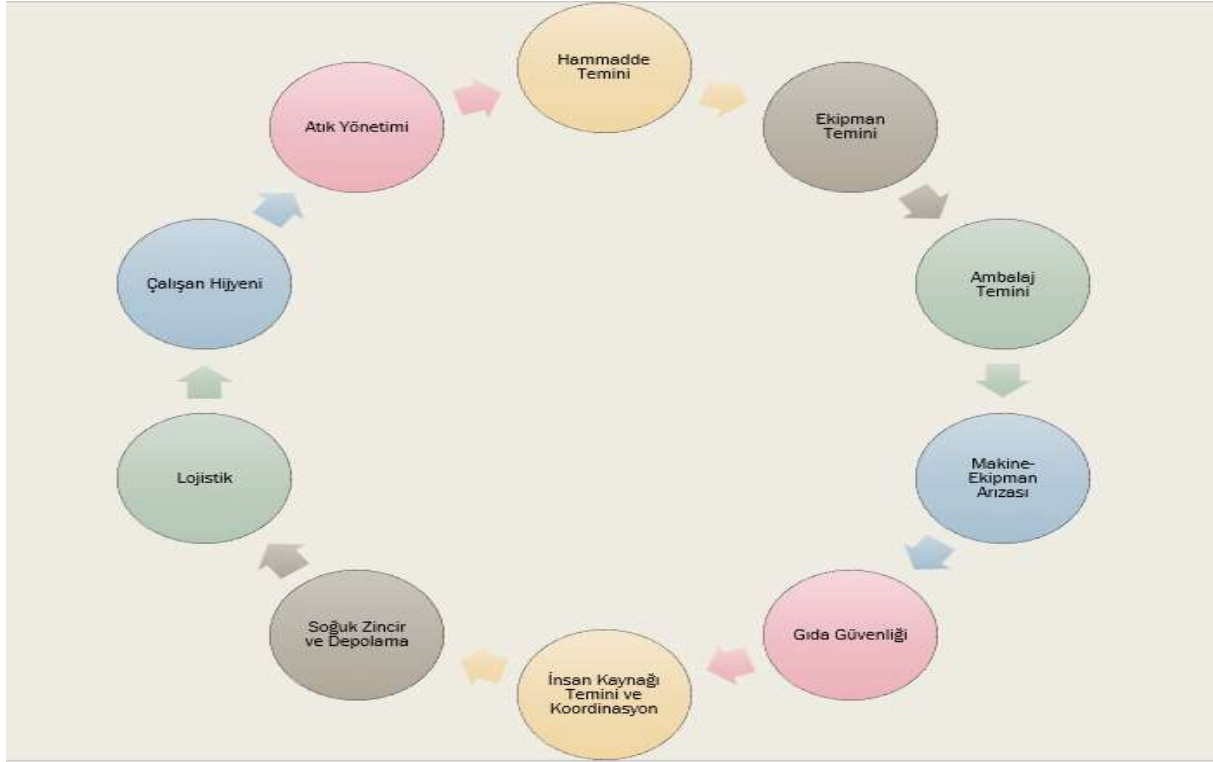 Hammadde
Temini
Ekipman
Temini
Ambalaj
Temini
Makine-
Ekipman
Arızası
Gıda Güvenliği
İnsan Kaynağı
Temini ve
Koordinasyon
Soğuk Zincir
ve Depolama
Lojistik
Çalışan Hijyeni
Atık Yönetimi